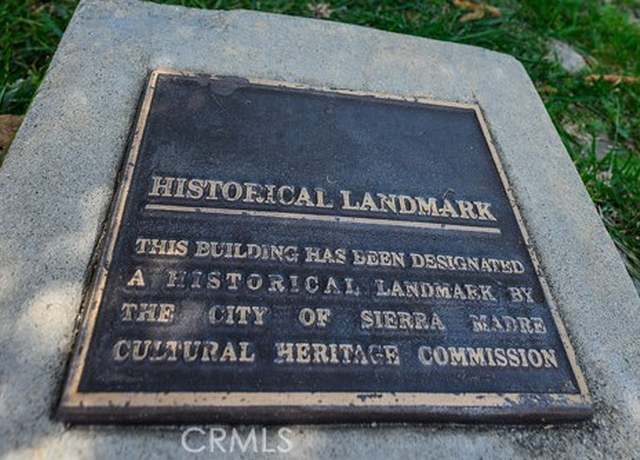 HISTORICAL LANDMARK
THIS BUILDING HAS BEEN DESIGNATED
A HISTORICAL LANDMARK BY
THE CITY OF SIERRA MADRE
CULTURAL HERITAGE COMMISSION
CRMLS